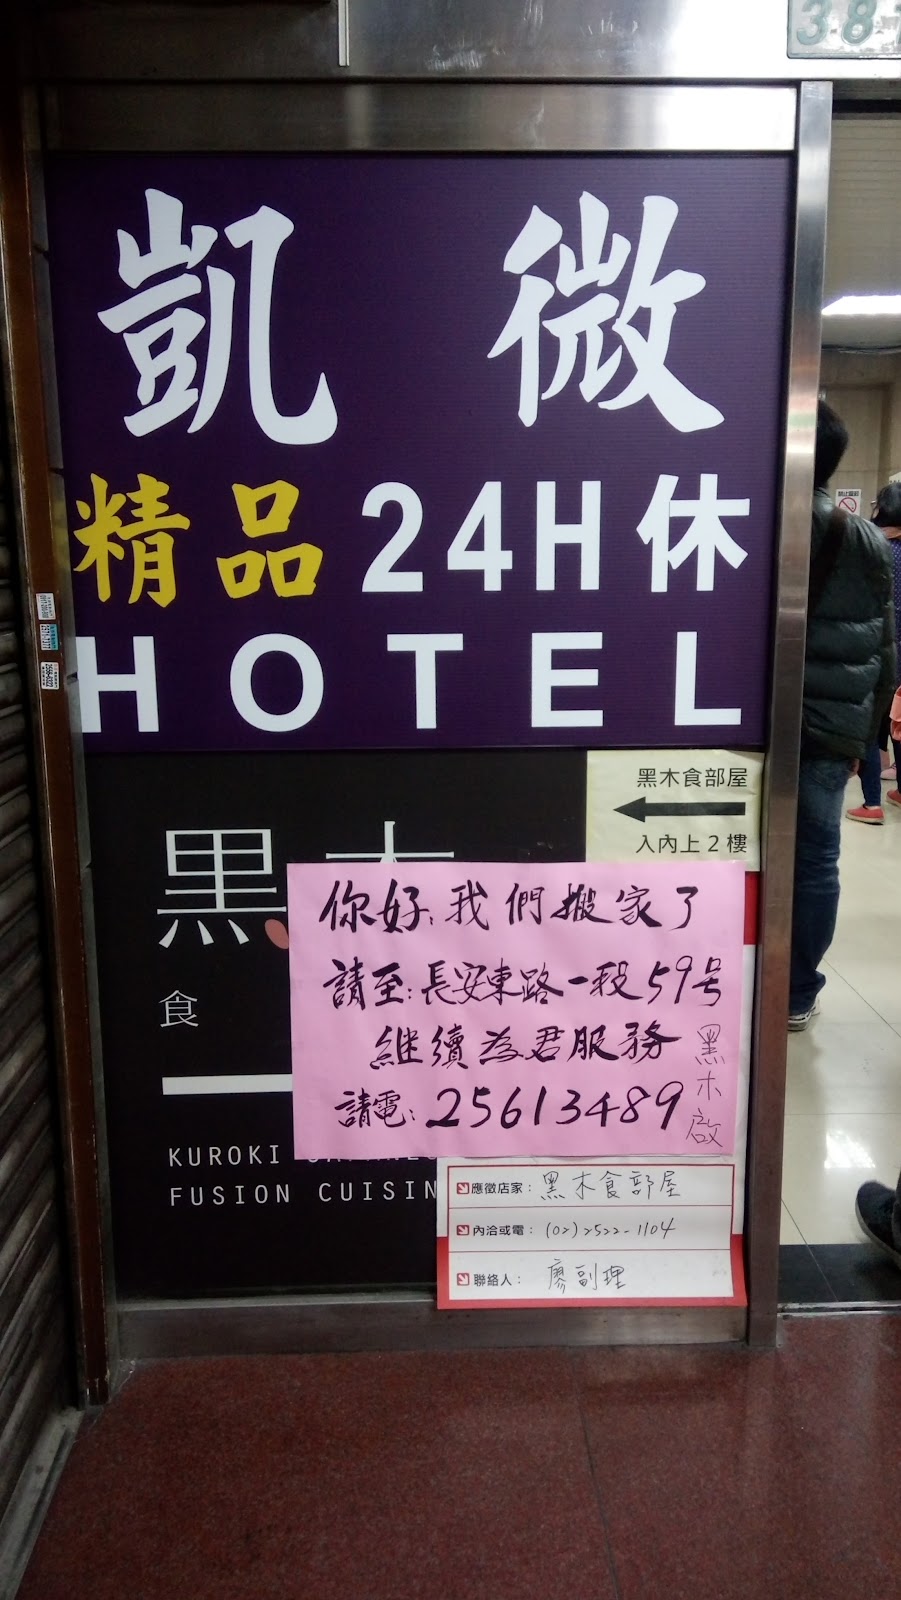 38
凱 微
精品24H休
HOTEL
黑木食部屋
入內上2樓
黑
食
KUROKI
FUSION CUISIN
你好:我們搬家了
請至:長安東路一段59号
繼續為君服務
請電:25613489
黑木啟
應徵店家：黑木食部屋
內洽或電：(02)2522-1104
聯絡人：廖副理